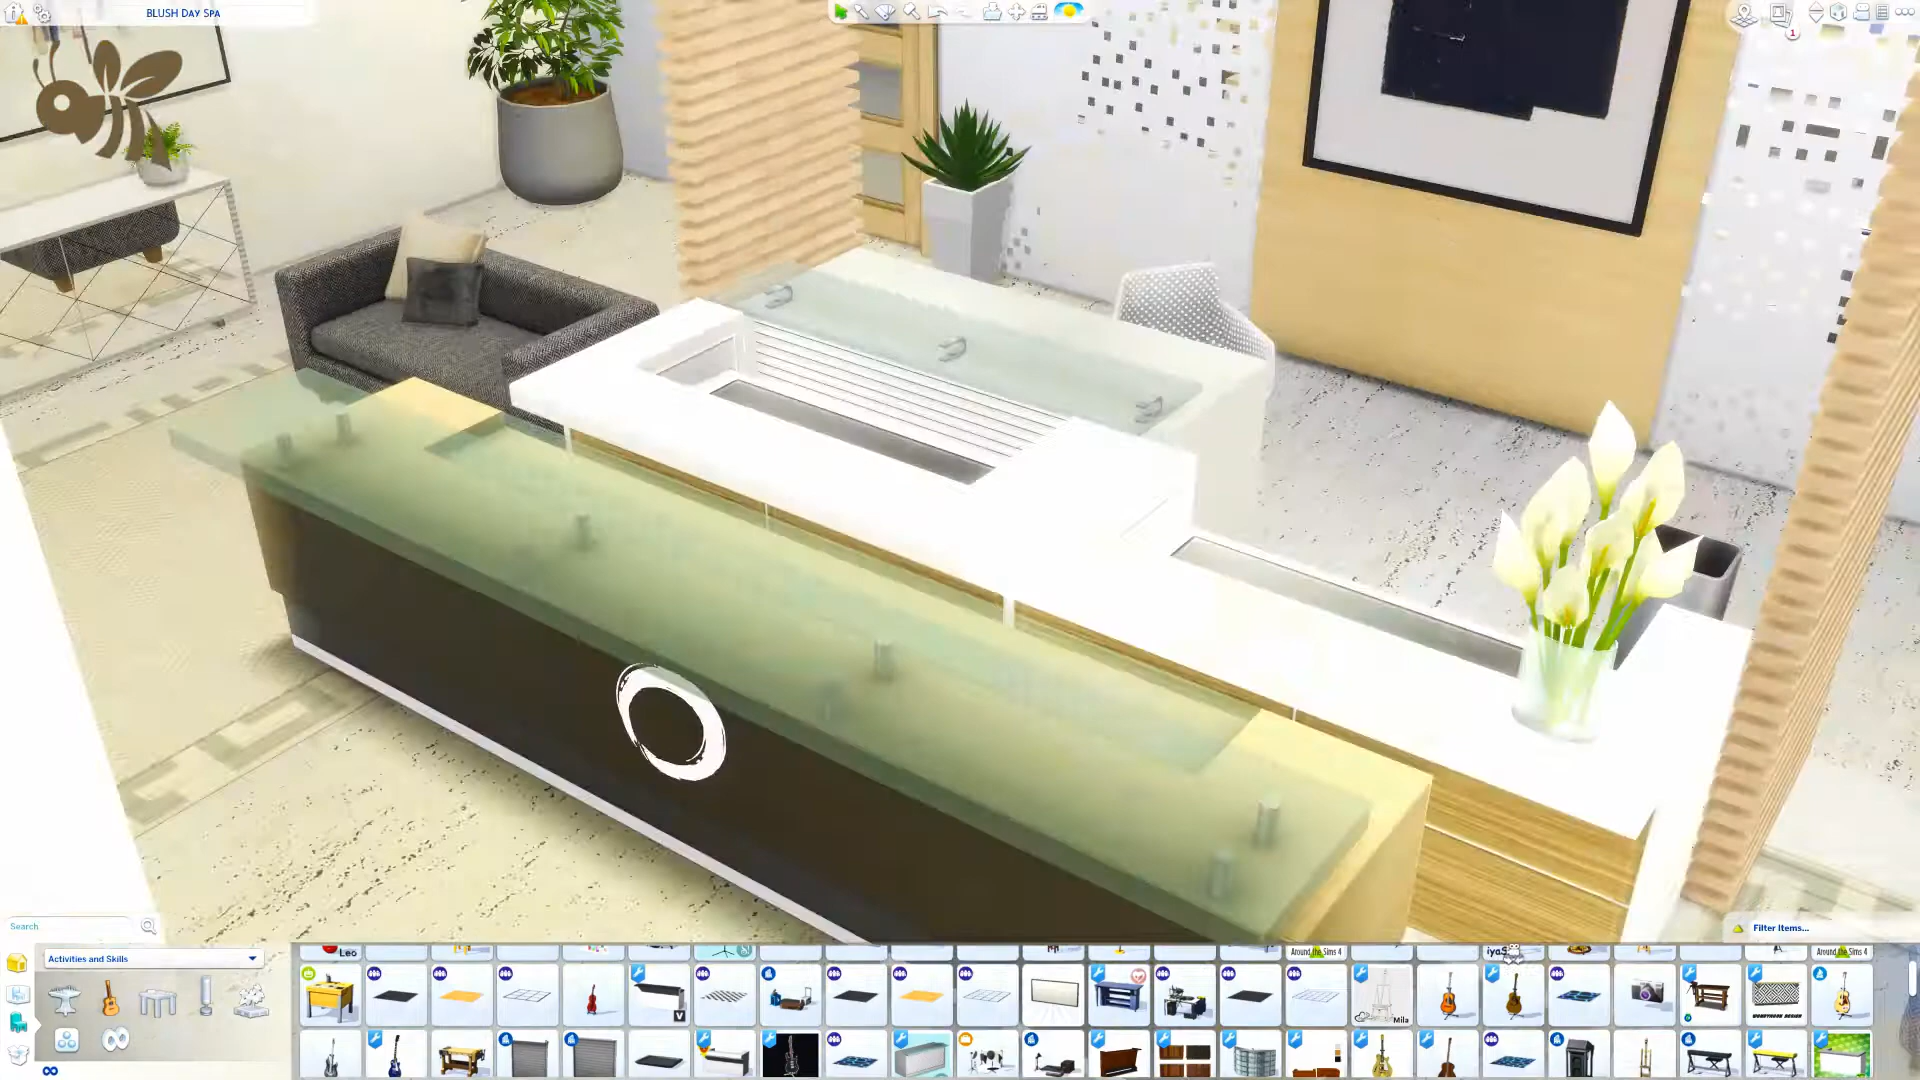 BLUSH DAY SPA
1
Search
Filter Items...
Activities and Skills
Leo
Around the Sims 4
Around the Sims 4
V
Mila